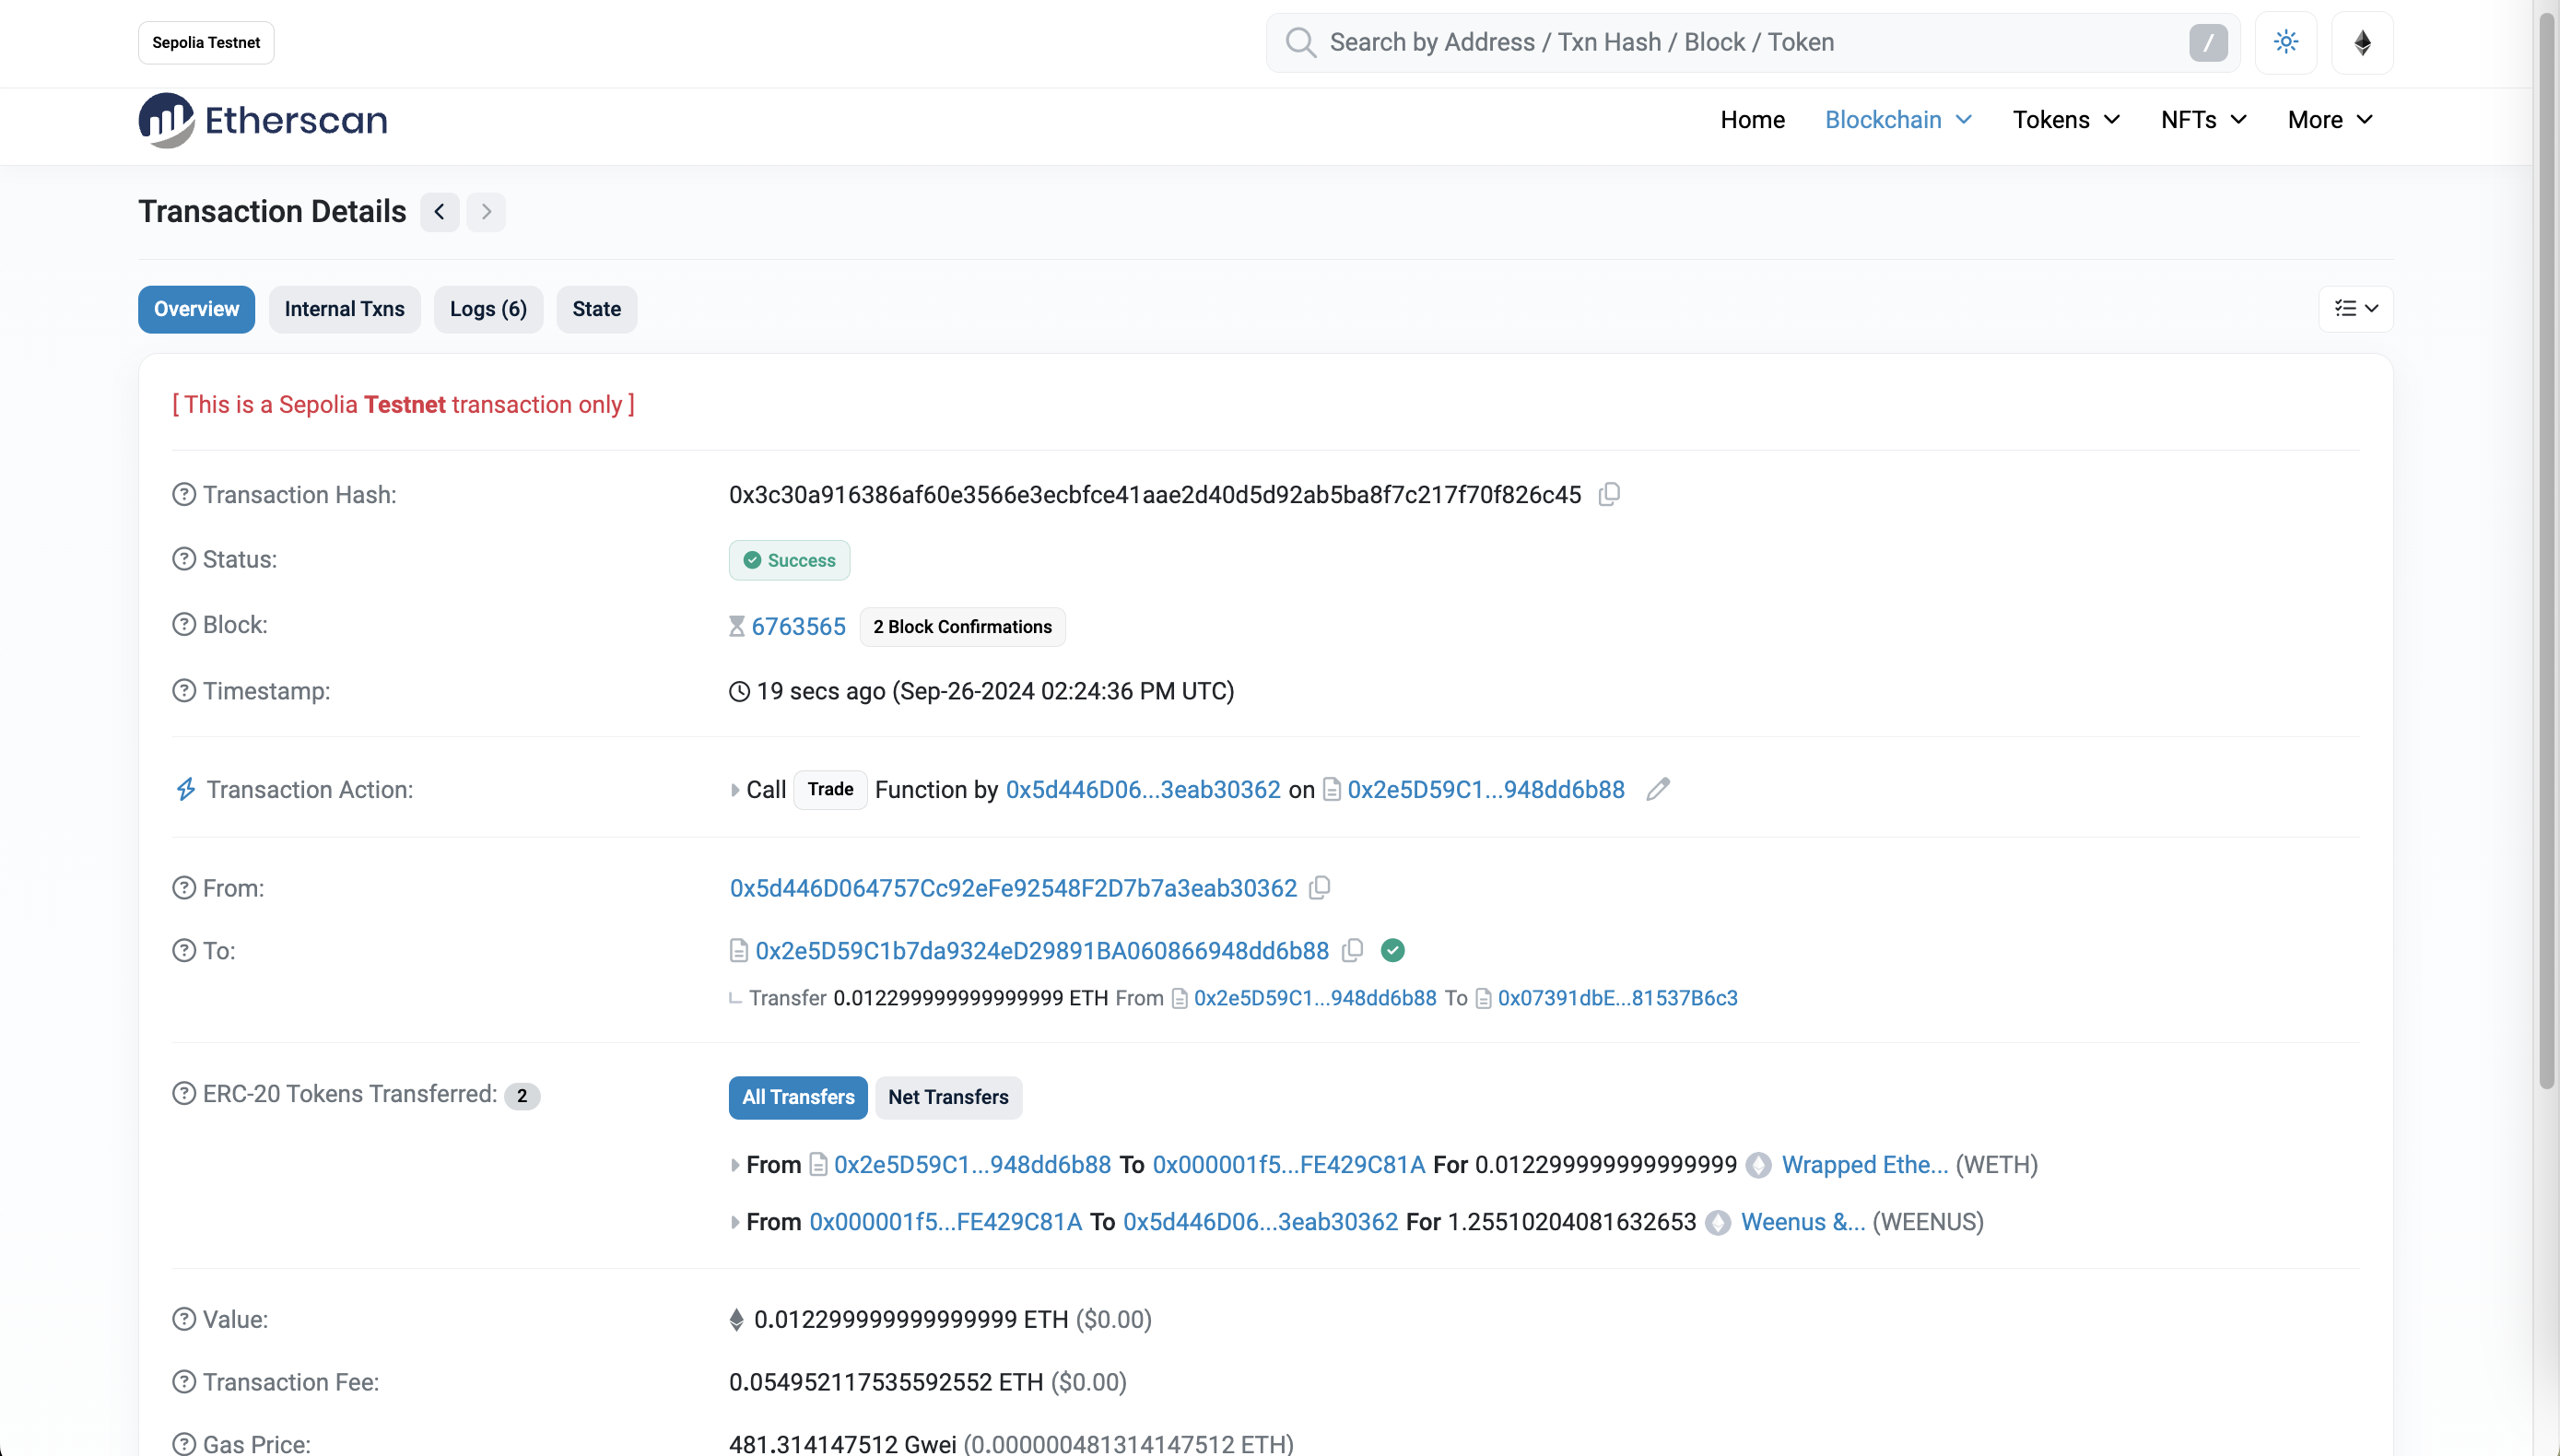 Sepolia Testnet
Search by Address / Txn Hash / Block / Token /
Etherscan
Home Blockchain Tokens NFTs More
Transaction Details
Overview Internal Txns Logs (6) State
[ This is a Sepolia Testnet transaction only ]
Transaction Hash: 0x3c30a916386af60e3566e3ecbfce41aae2d40d5d92ab5ba8f7c217f70f826c45
Status: Success
Block: 6763565 2 Block Confirmations
Timestamp: 19 secs ago (Sep-26-2024 02:24:36 PM UTC)
Transaction Action: Call Trade Function by 0x5d446D06...3eab30362 on 0x2e5D59C1...948dd6b88
From: 0x5d446D064757Cc92eFe92548F2D7b7a3eab30362
To: 0x2e5D59C1b7da9324eD29891BA060866948dd6b88
Transfer 0.012299999999999999 ETH From 0x2e5D59C1...948dd6b88 To 0x07391dbE...81537B6c3
ERC-20 Tokens Transferred: 2 All Transfers Net Transfers
From 0x2e5D59C1...948dd6b88 To 0x000001f5...FE429C81A For 0.012299999999999999 Wrapped Ethe... (WETH)
From 0x000001f5...FE429C81A To 0x5d446D06...3eab30362 For 1.25510204081632653 Weenus &... (WEENUS)
Value: 0.012299999999999999 ETH ($0.00)
Transaction Fee: 0.054952117535592552 ETH ($0.00)
Gas Price: 481.314147512 Gwei (0.000000481314147512 ETH)